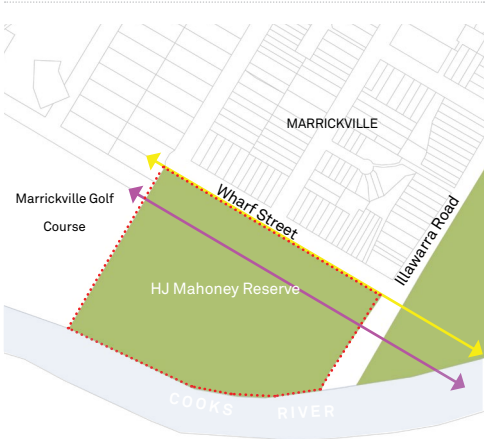 MARRICKVILLE
Marrickville Golf
Course
Wharf Street
Illawarra Road
HJ Mahoney Reserve
COOKS RIVER